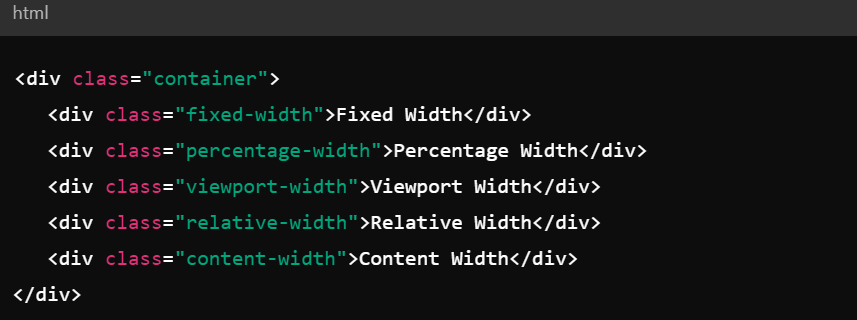 html
<div class="container">
<div class="fixed-width">Fixed Width</div>
<div class="percentage-width">Percentage Width</div>
<div class="viewport-width">Viewport Width</div>
<div class="relative-width">Relative Width</div>
<div class="content-width">Content Width</div>
</div>